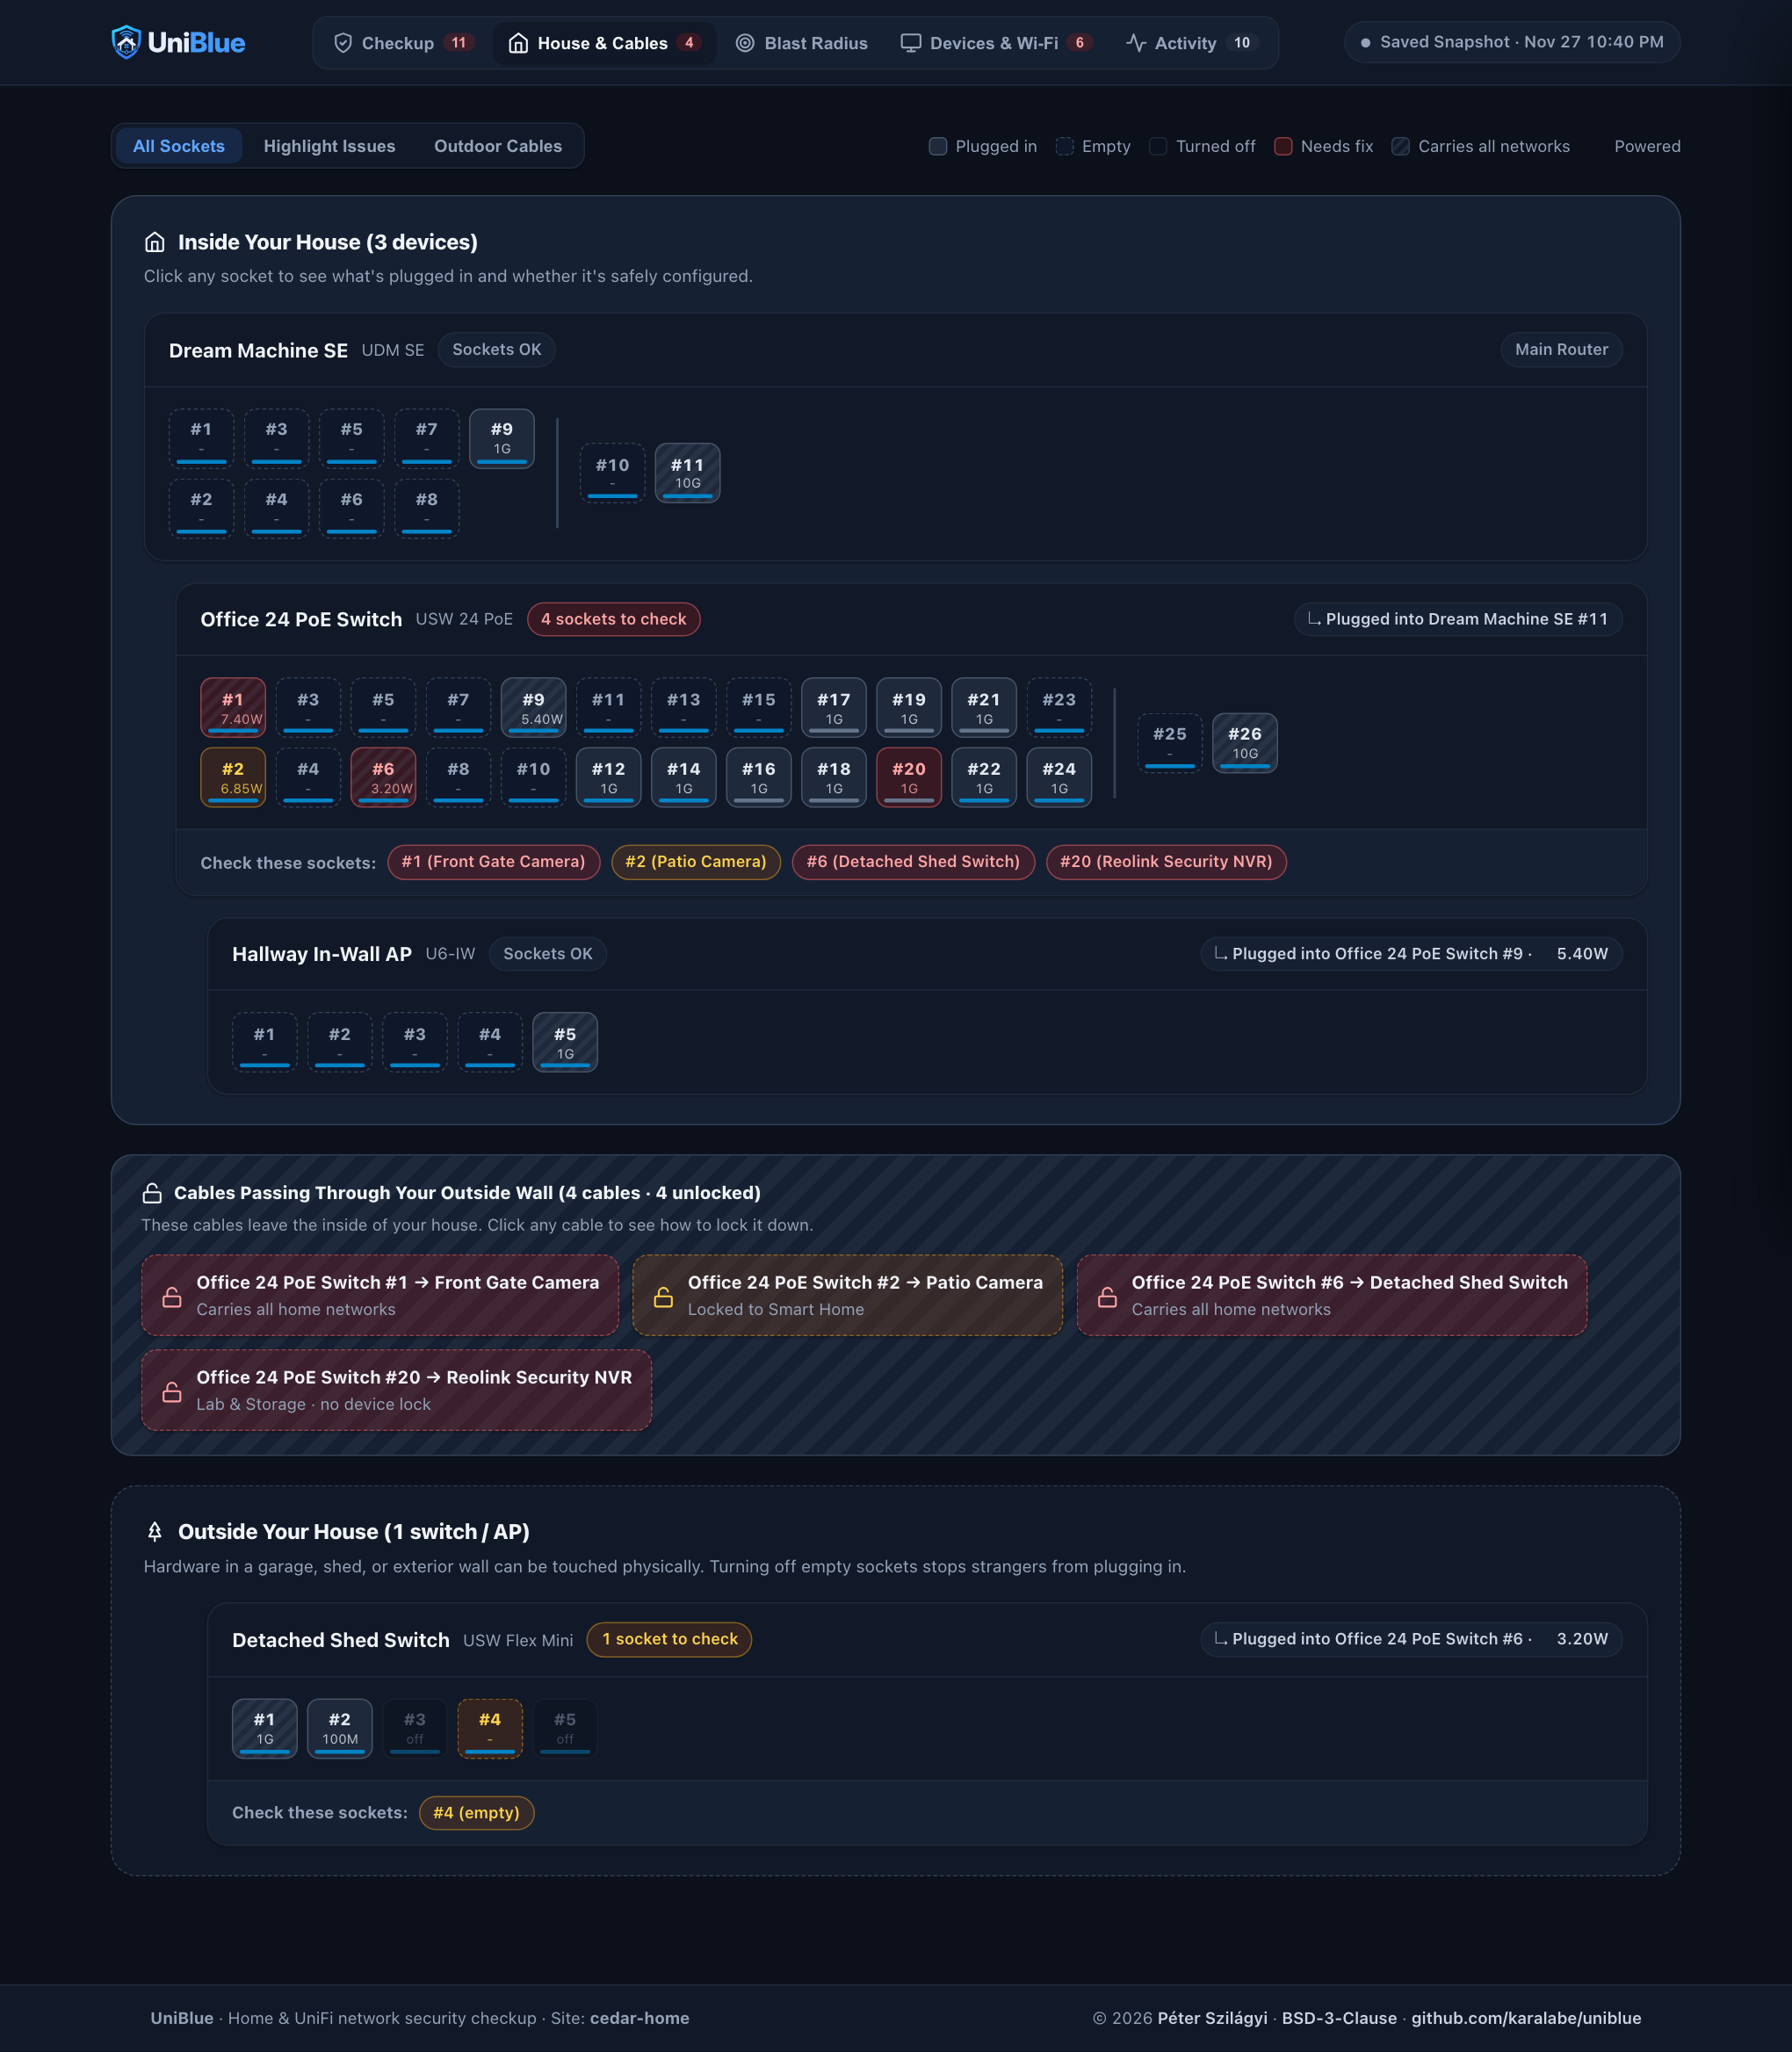 UniBlue
Checkup 11
House & Cables 4
Blast Radius
Devices & Wi-Fi 6
Activity 10
Saved Snapshot · Nov 27 10:40 PM
All Sockets
Highlight Issues
Outdoor Cables
Plugged in
Empty
Turned off
Needs fix
Carries all networks
Powered
Inside Your House (3 devices)
Click any socket to see what's plugged in and whether it's safely configured.
Dream Machine SE UDM SE Sockets OK
Main Router
#1 #3 #5 #7 #9
- - - - 1G
#10 #11
- 10G
#2 #4 #6 #8
- - - -
Office 24 PoE Switch USW 24 PoE 4 sockets to check
Plugged into Dream Machine SE #11
#1 #3 #5 #7 #9 #11 #13 #15 #17 #19 #21 #23
7.40W - - - 5.40W - - - 1G 1G 1G -
#25 #26
- 10G
#2 #4 #6 #8 #10 #12 #14 #16 #18 #20 #22 #24
6.85W - 3.20W - - 1G 1G 1G 1G 1G 1G 1G
Check these sockets: #1 (Front Gate Camera) #2 (Patio Camera) #6 (Detached Shed Switch) #20 (Reolink Security NVR)
Hallway In-Wall AP U6-IW Sockets OK
Plugged into Office 24 PoE Switch #9 · 5.40W
#1 #2 #3 #4 #5
- - - - 1G
Cables Passing Through Your Outside Wall (4 cables · 4 unlocked)
These cables leave the inside of your house. Click any cable to see how to lock it down.
Office 24 PoE Switch #1 → Front Gate Camera
Carries all home networks
Office 24 PoE Switch #2 → Patio Camera
Locked to Smart Home
Office 24 PoE Switch #6 → Detached Shed Switch
Carries all home networks
Office 24 PoE Switch #20 → Reolink Security NVR
Lab & Storage · no device lock
Outside Your House (1 switch / AP)
Hardware in a garage, shed, or exterior wall can be touched physically. Turning off empty sockets stops strangers from plugging in.
Detached Shed Switch USW Flex Mini 1 socket to check
Plugged into Office 24 PoE Switch #6 · 3.20W
#1 #2 #3 #4 #5
1G 100M off - off
Check these sockets: #4 (empty)
UniBlue · Home & UniFi network security checkup · Site: cedar-home
© 2026 Péter Szilágyi · BSD-3-Clause · github.com/karalabe/uniblue